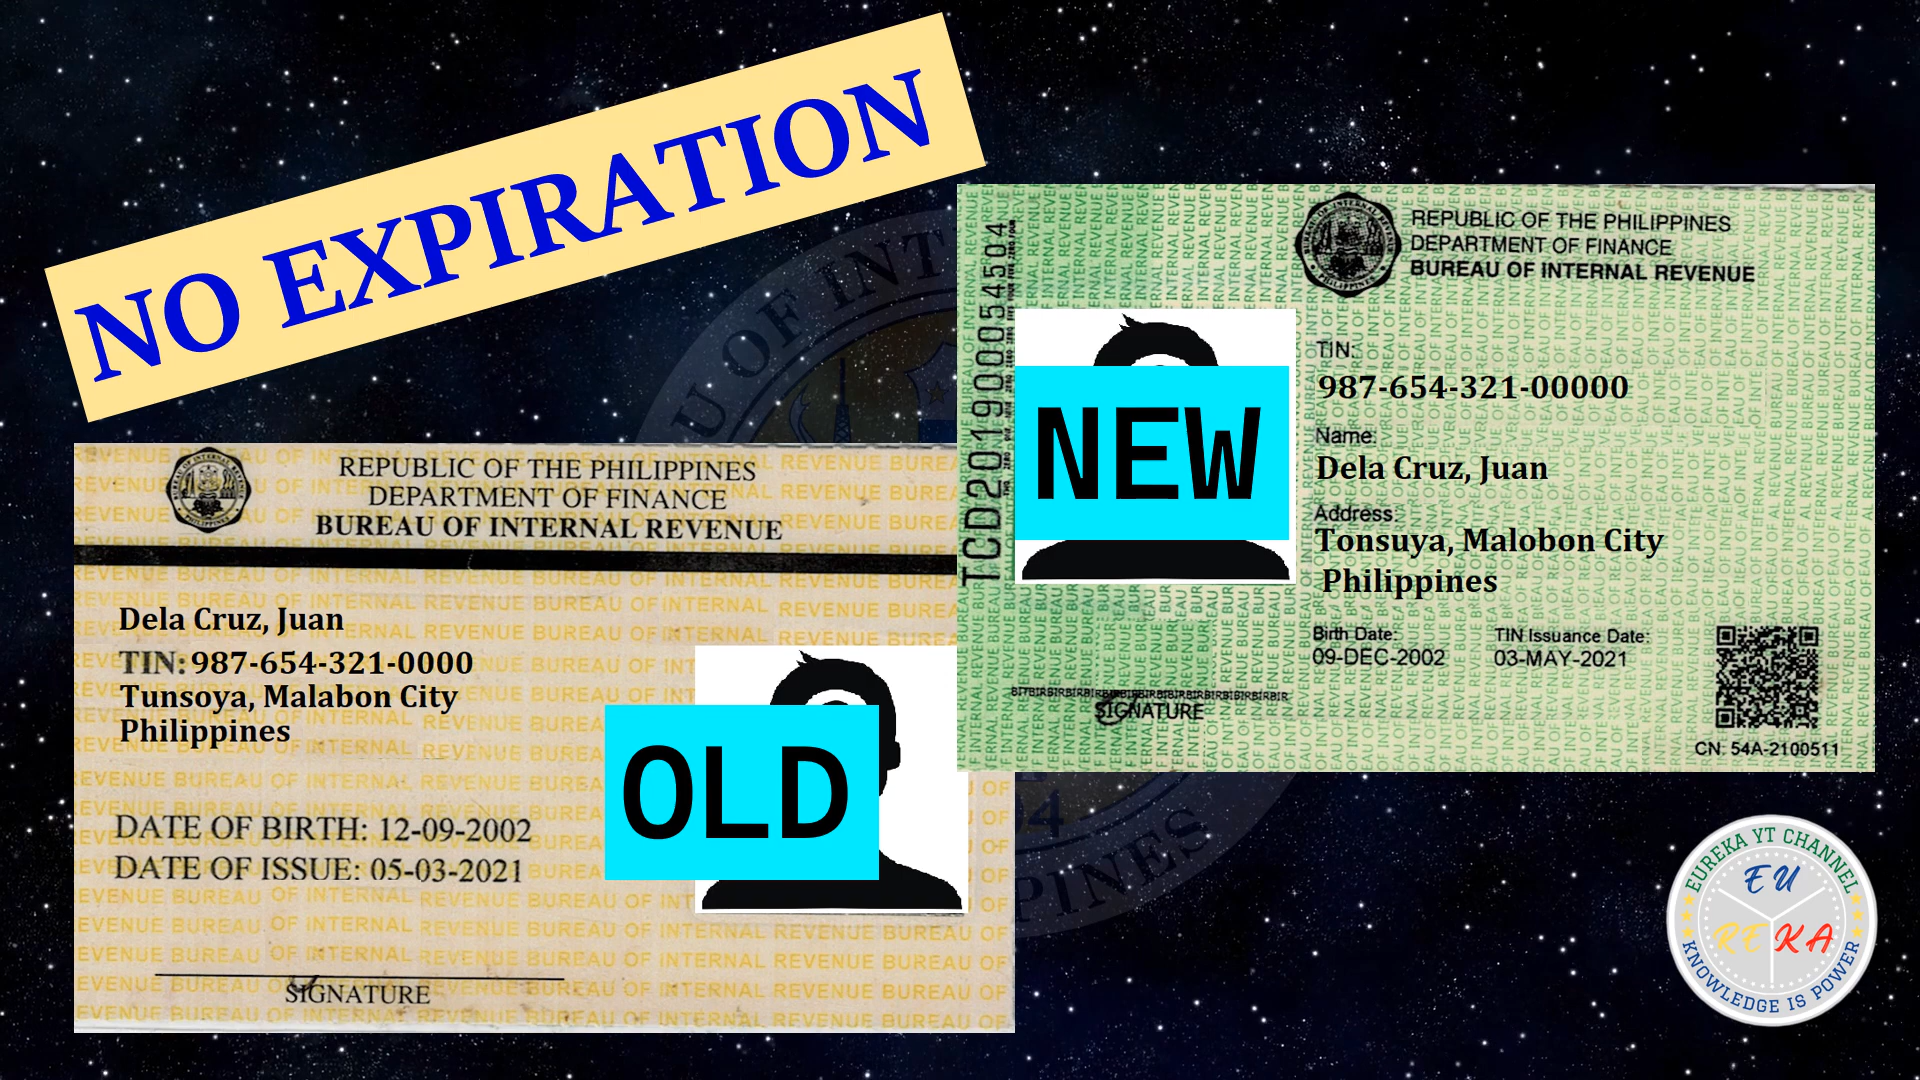 NO EXPIRATION
REPUBLIC OF THE PHILIPPINES
DEPARTMENT OF FINANCE
BUREAU OF INTERNAL REVENUE
Dela Cruz, Juan
TIN: 987-654-321-0000
Tunsoya, Malabon City
Philippines
DATE OF BIRTH: 12-09-2002
DATE OF ISSUE: 05-03-2021
SIGNATURE
OLD
REPUBLIC OF THE PHILIPPINES
DEPARTMENT OF FINANCE
BUREAU OF INTERNAL REVENUE
TCD2019000054504
NEW
TIN:
987-654-321-00000
Name:
Dela Cruz, Juan
Address:
Tonsuya, Malobon City
Philippines
Birth Date: TIN Issuance Date:
09-DEC-2002 03-MAY-2021
SIGNATURE
CN: 54A-2100511
EUREKA YT CHANNEL
EU
RE KA
KNOWLEDGE IS POWER